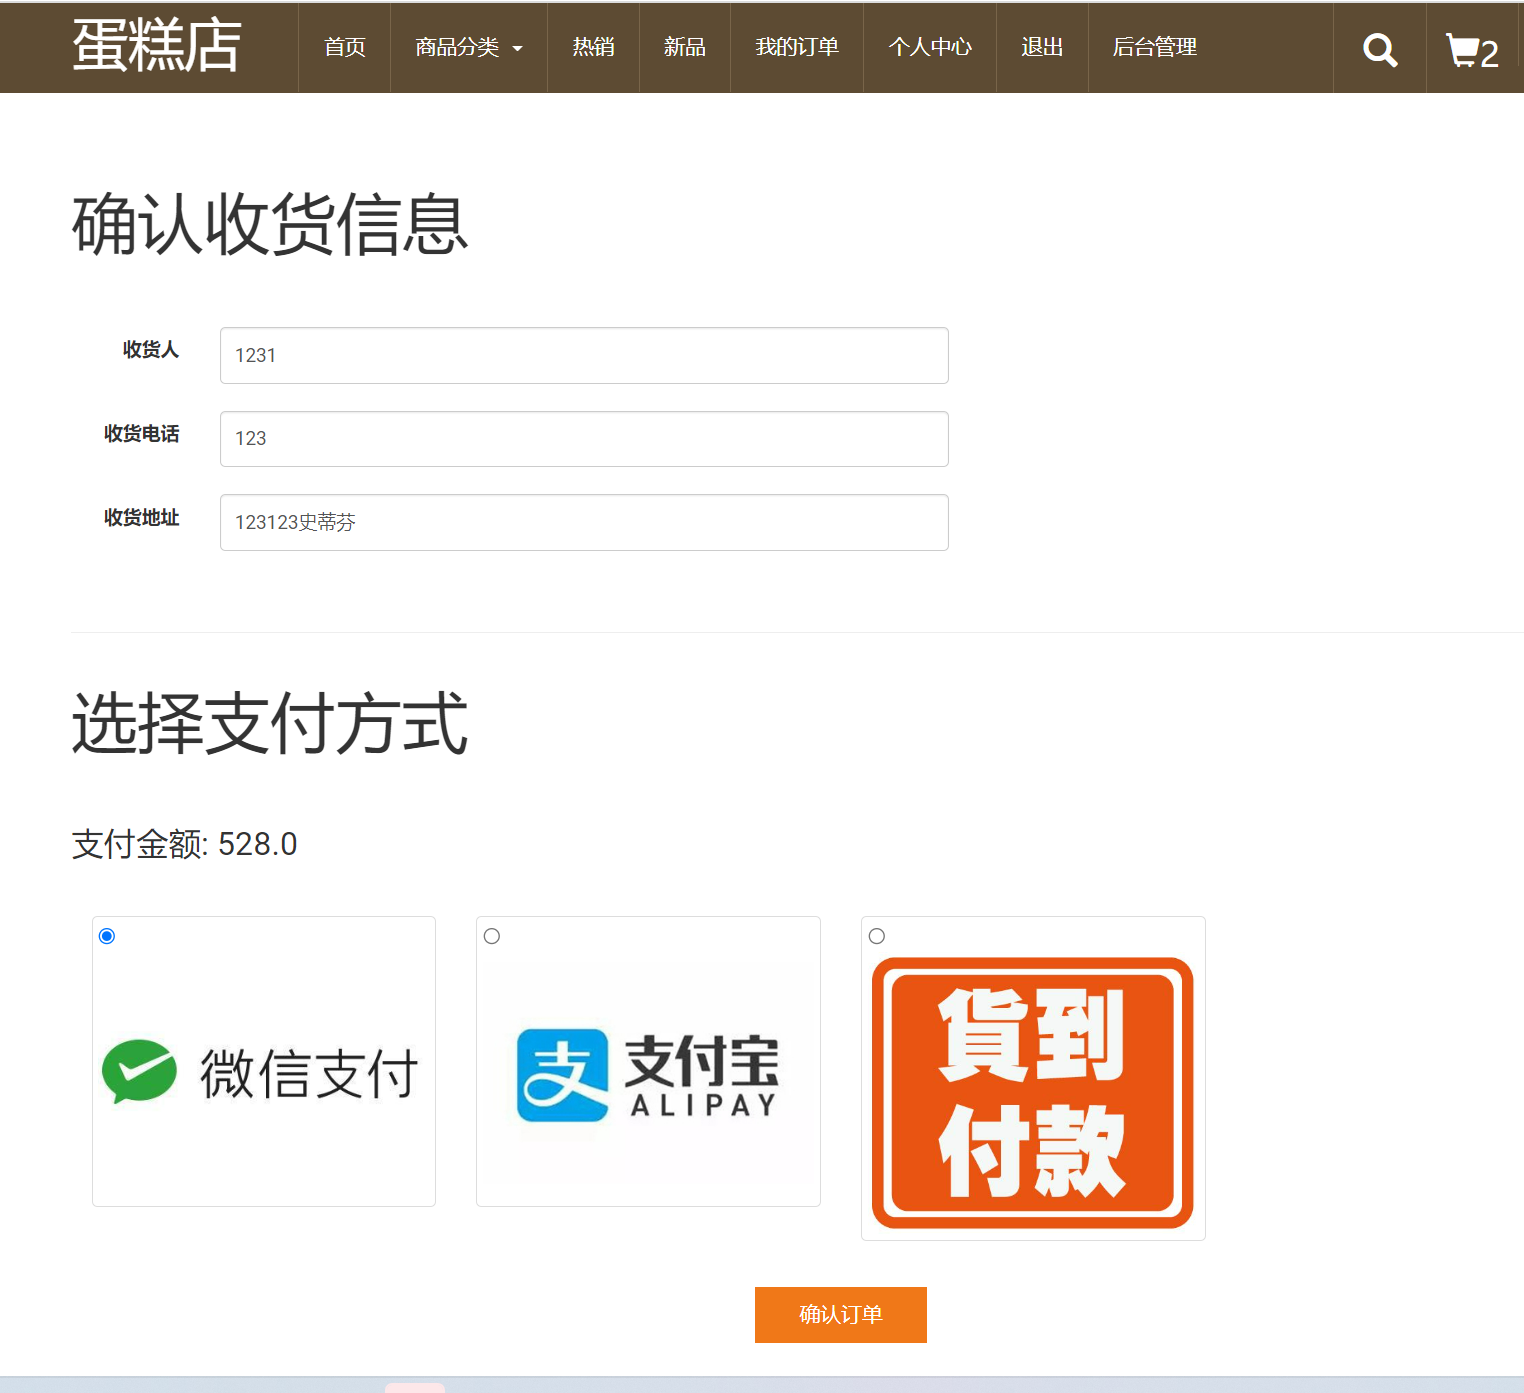 蛋糕店 首页 商品分类 热销 新品 我的订单 个人中心 退出 后台管理 2
确认收货信息
收货人 1231
收货电话 123
收货地址 123123史蒂芬
选择支付方式
支付金额: 528.0
微信支付
支付宝
ALIPAY
貨到
付款
确认订单